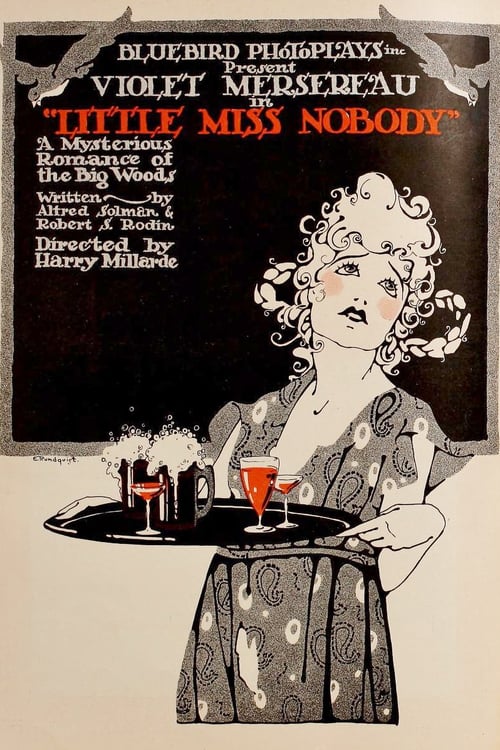 BLUEBIRD PHOTOPLAYS inc
Present
VIOLET MERSEREAU
in
"LITTLE MISS NOBODY"
A Mysterious
Romance of
the Big Woods
Written by
Alfred Solman &
Robert S. Rodin
Directed by
Harry Millarde